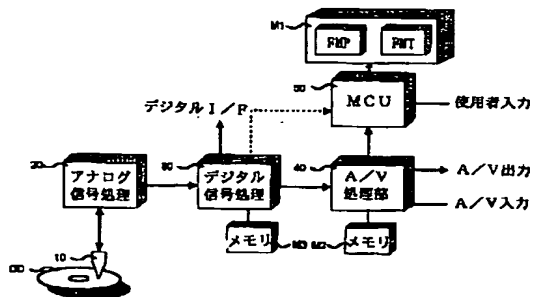 M1
FMP
PMT
50
MCU
使用者入力
デジタルI/F
20
アナログ
信号処理
30
デジタル
信号処理
40
A/V
処理部
A/V出力
A/V入力
メモリ
M3
M2
メモリ
10